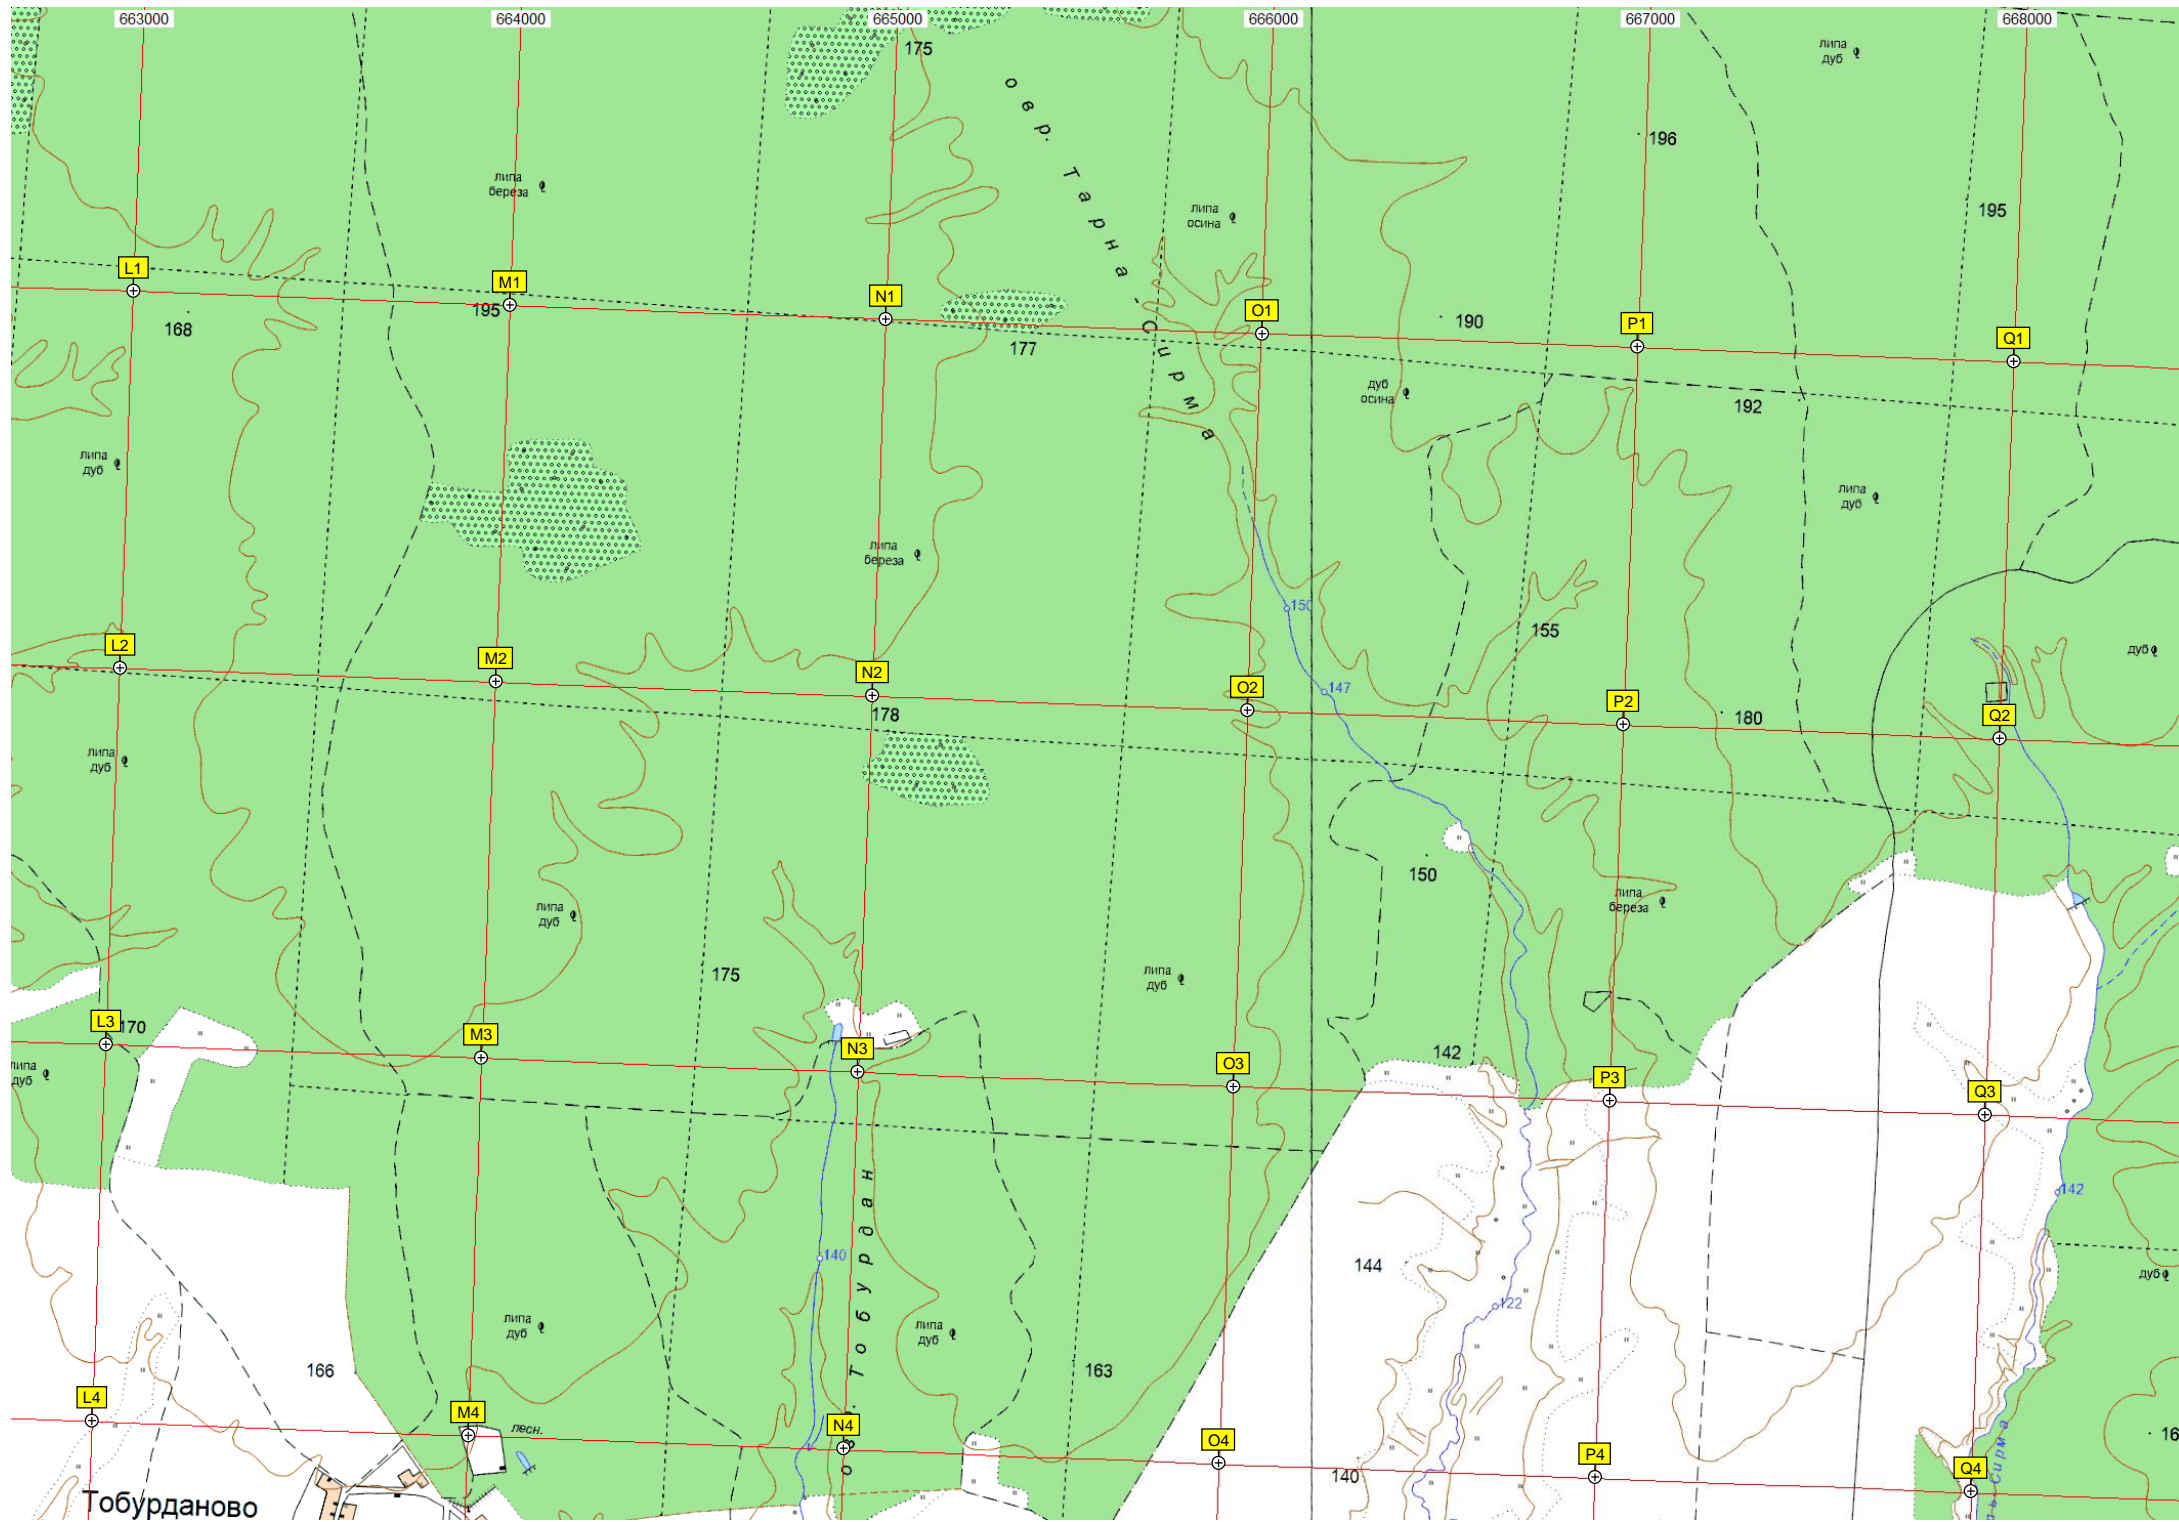 663000
664000
665000
666000
667000
668000
175
липа
дуб
овр. Тарна-Сирма
196
липа
береза
липа
осина
195
L1
M1
N1
O1
P1
Q1
168
195
177
190
дуб
осина
192
липа
дуб
липа
дуб
липа
береза
150
155
дуб
L2
M2
N2
O2
P2
Q2
147
178
180
липа
дуб
150
липа
береза
липа
дуб
175
липа
дуб
L3
170
M3
N3
O3
142
P3
Q3
липа
дуб
овр. Тобурдан
142
140
144
дуб
122
липа
дуб
липа
дуб
166
163
L4
M4
лесн.
N4
O4
140
P4
Q4
16
ь-Сирма
Тобурданово